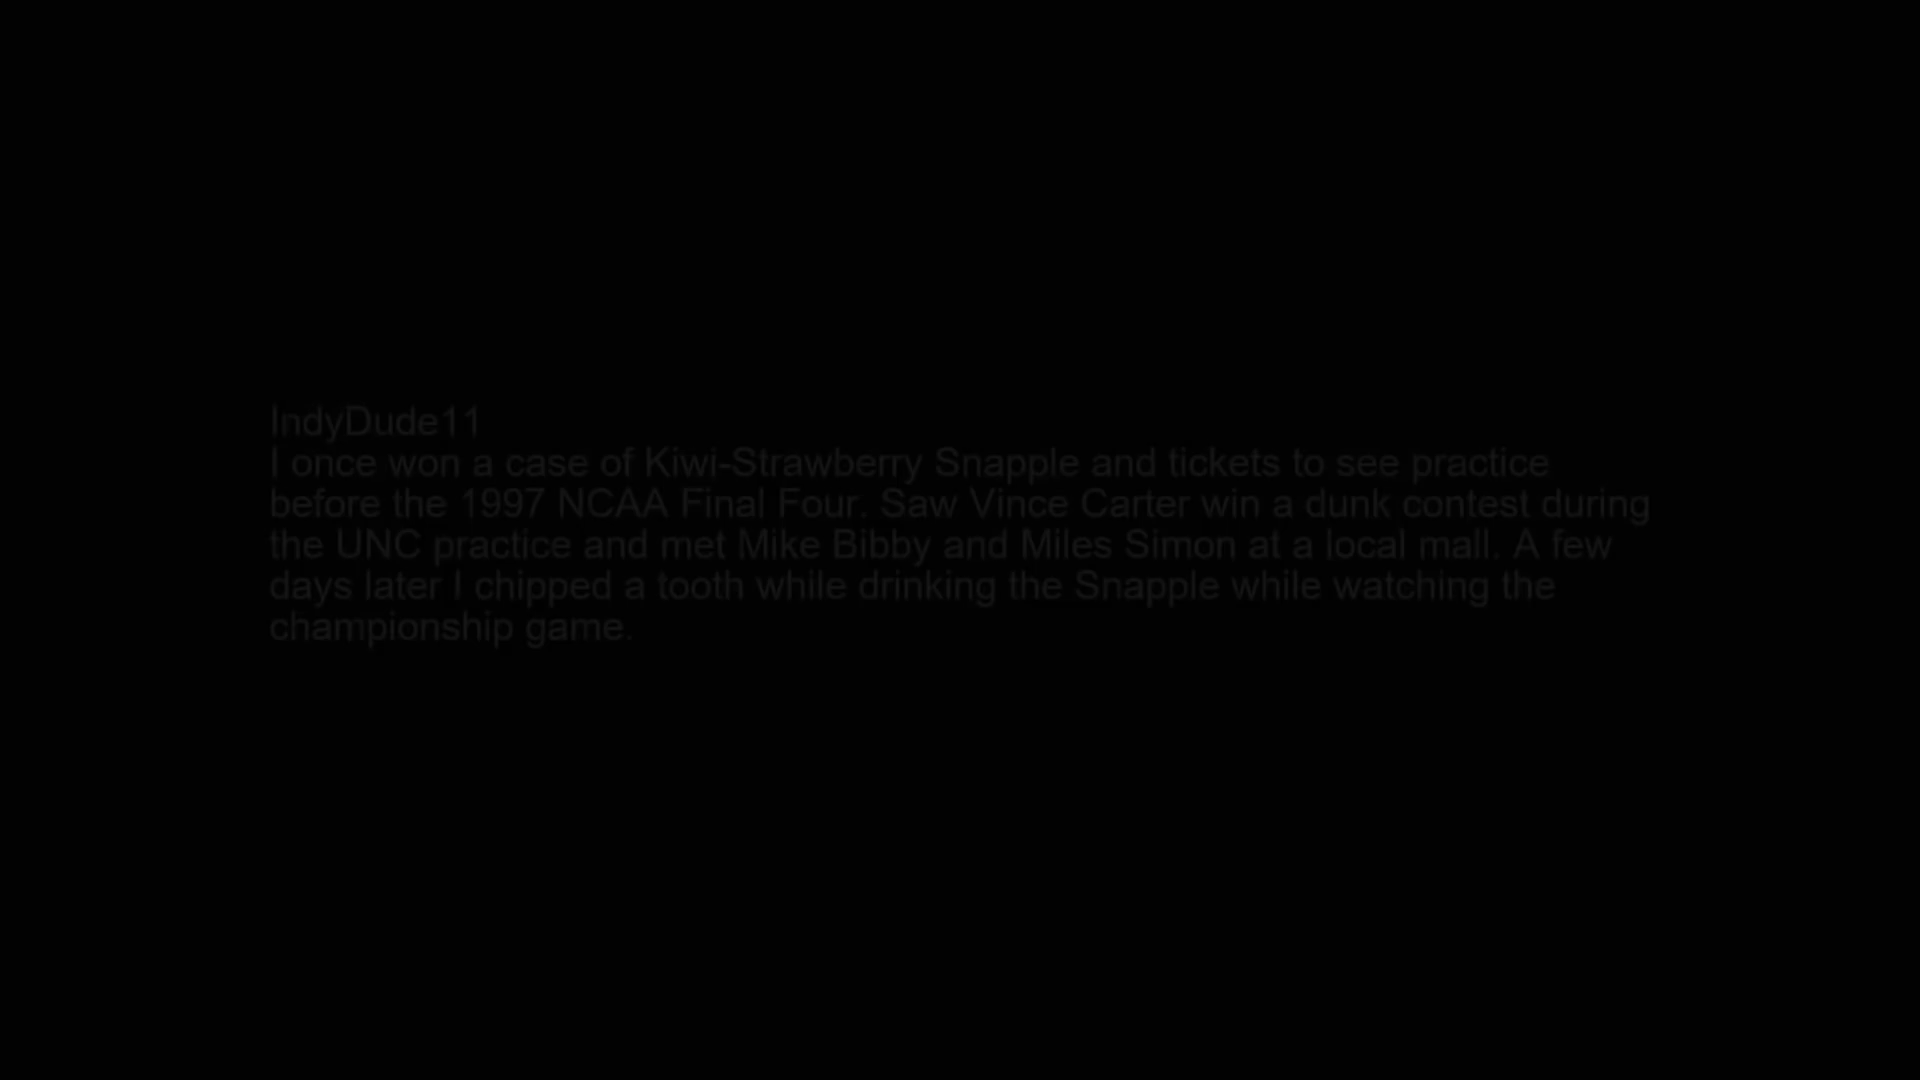 IndyDude11
I once won a case of Kiwi-Strawberry Snapple and tickets to see practice
before the 1997 NCAA Final Four. Saw Vince Carter win a dunk contest during
the UNC practice and met Mike Bibby and Miles Simon at a local mall. A few
days later I chipped a tooth while drinking the Snapple while watching the
championship game.